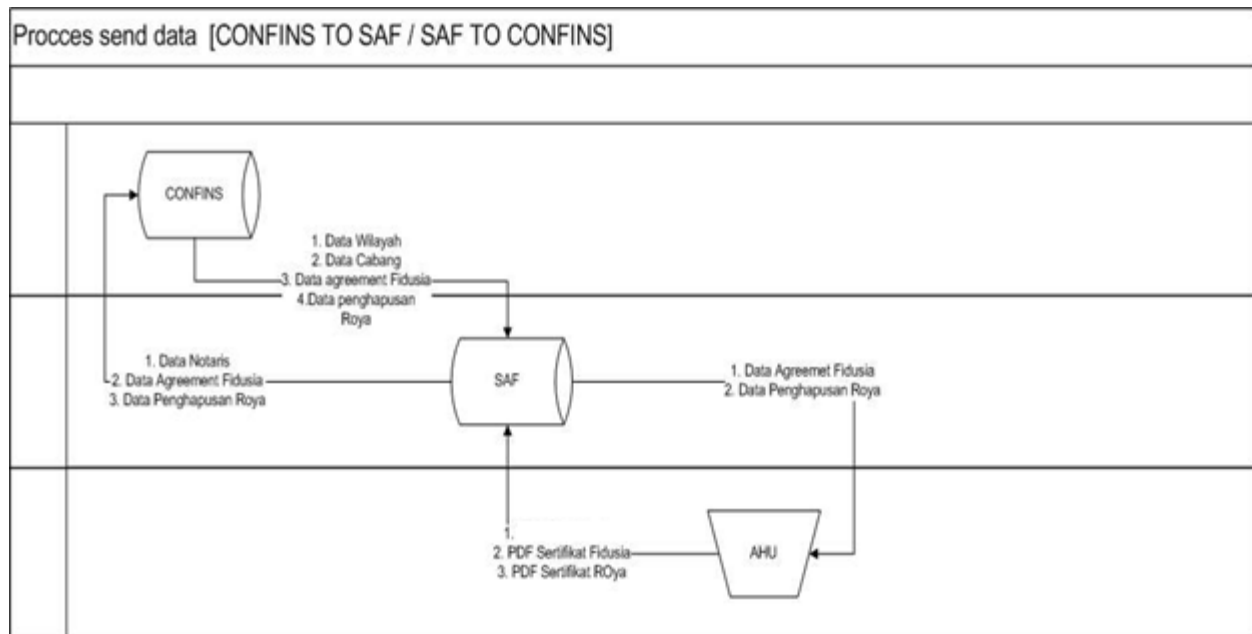 Procces send data [CONFINS TO SAF / SAF TO CONFINS]
CONFINS
1. Data Wilayah
2. Data Cabang
3. Data agreement Fidusia
4.Data penghapusan
Roya
1. Data Notaris
2. Data Agreement Fidusia
3. Data Penghapusan Roya
SAF
1. Data Agreemet Fidusia
2. Data Penghapusan Roya
1.
2. PDF Sertifikat Fidusia
3. PDF Sertifikat ROya
AHU